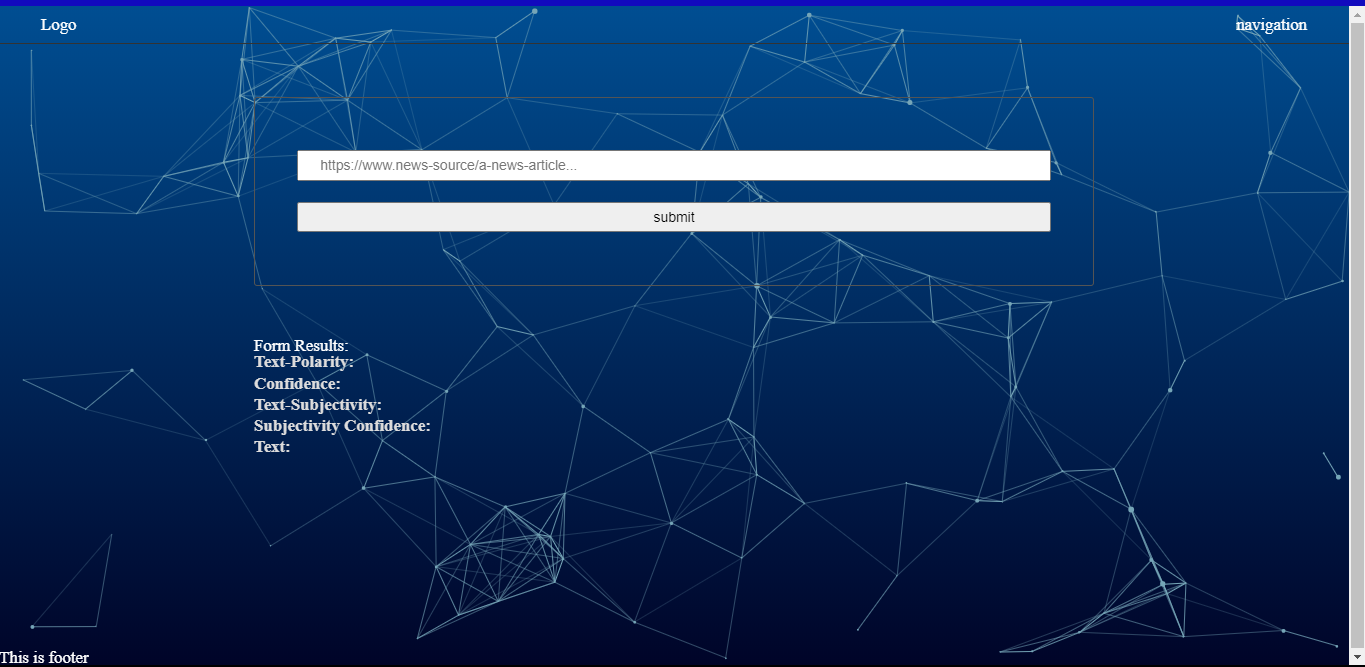 Logo
navigation
https://www.news-source/a-news-article...
submit
Form Results:
Text-Polarity:
Confidence:
Text-Subjectivity:
Subjectivity Confidence:
Text:
This is footer